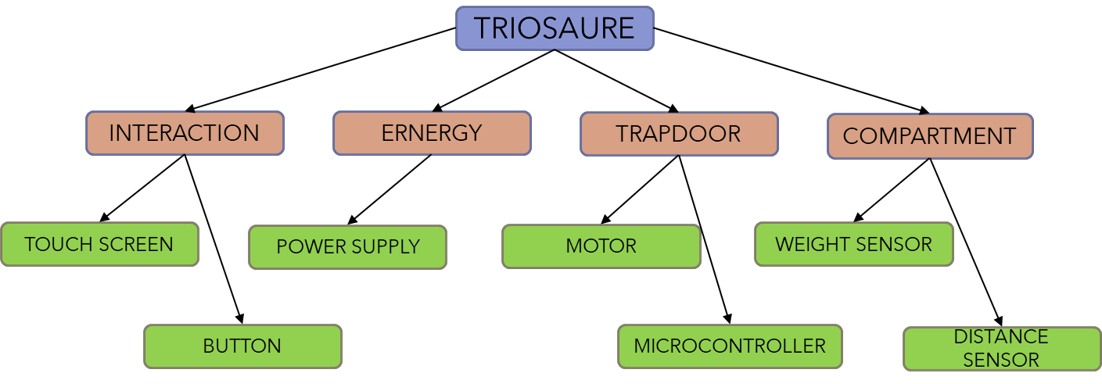 TRIOSAURE
INTERACTION
ERNERGY
TRAPDOOR
COMPARTMENT
TOUCH SCREEN
POWER SUPPLY
MOTOR
WEIGHT SENSOR
BUTTON
MICROCONTROLLER
DISTANCE
SENSOR